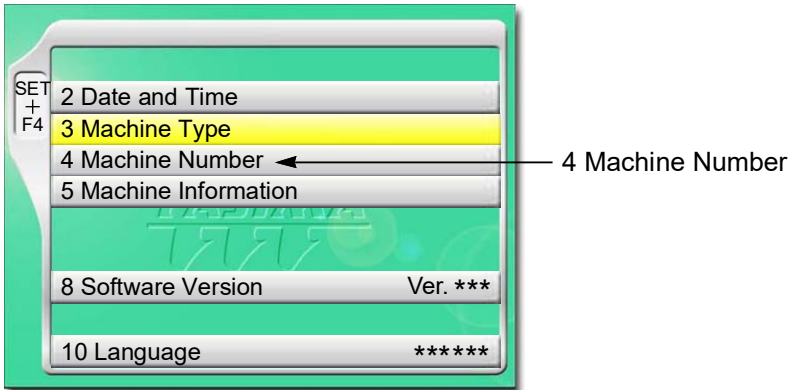 SET
+
F4
2 Date and Time
3 Machine Type
4 Machine Number
4 Machine Number
5 Machine Information
8 Software Version Ver. ***
10 Language ******